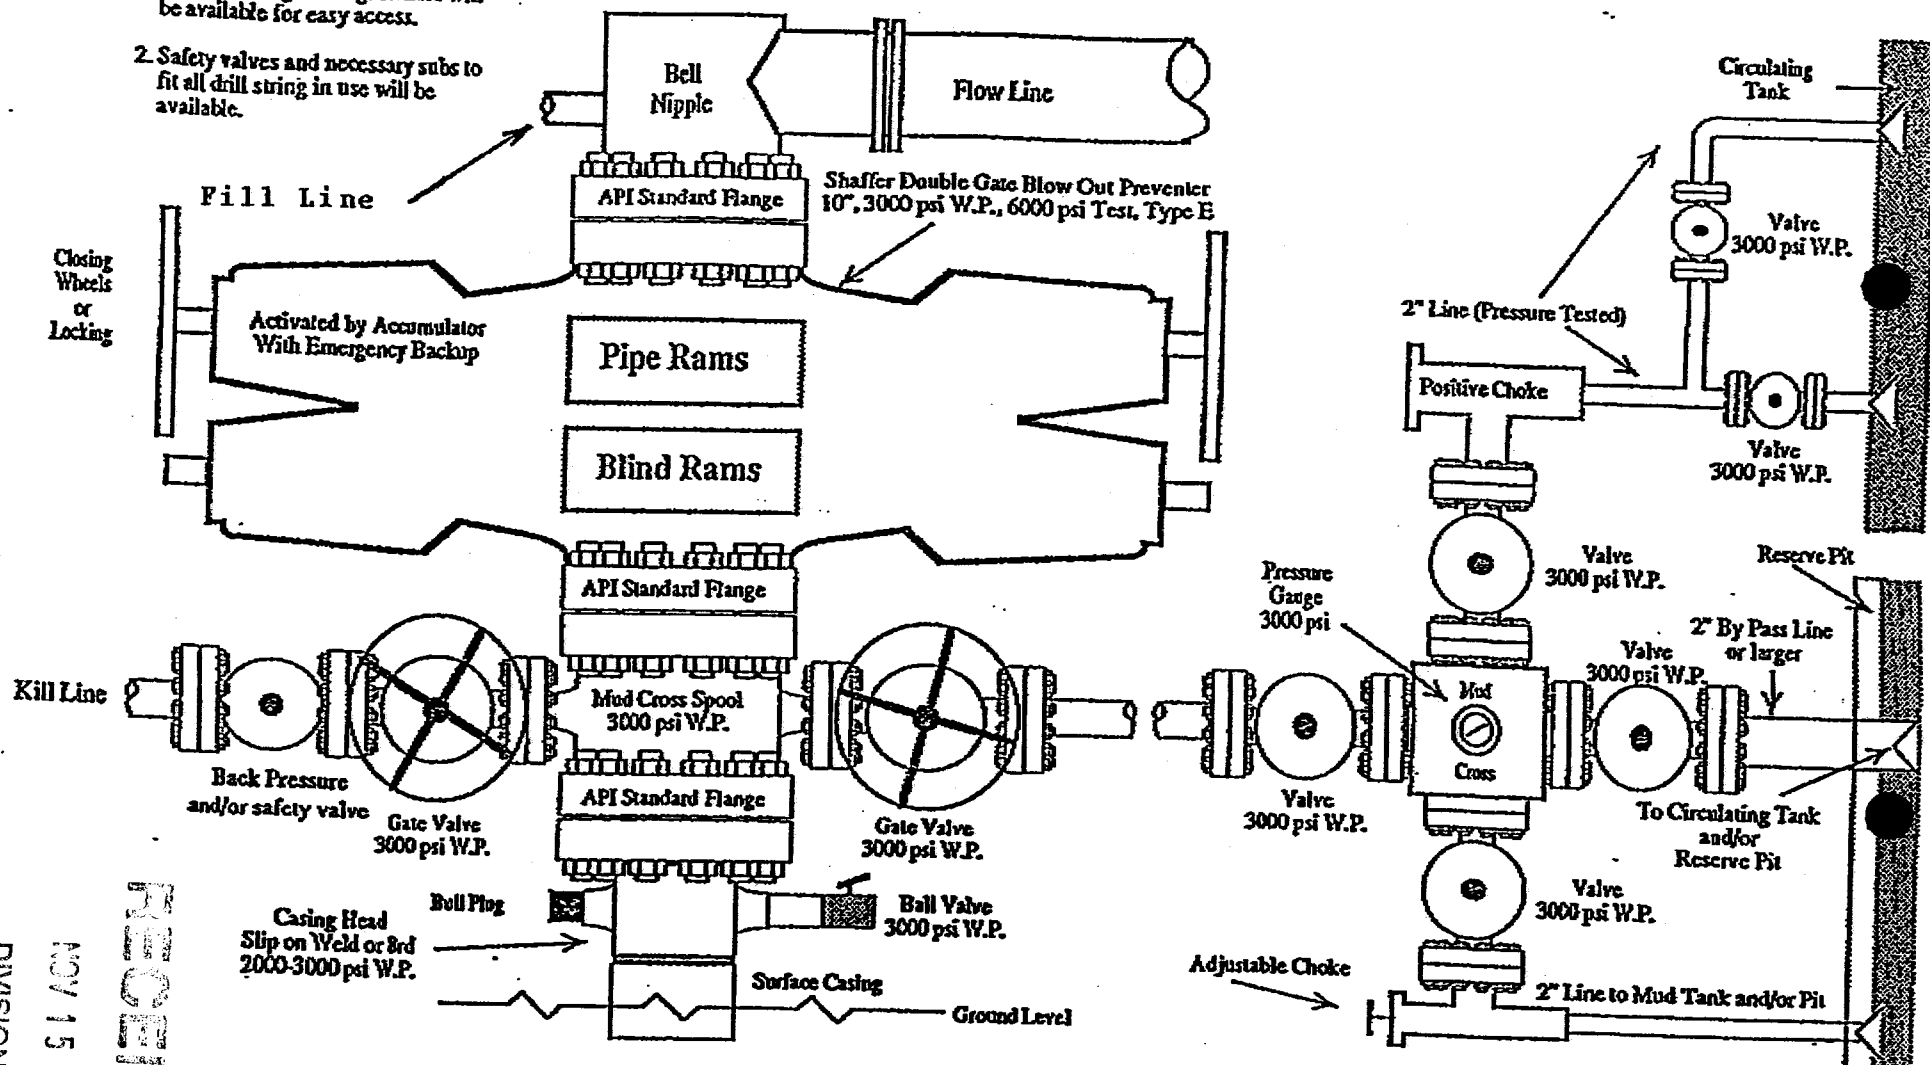 be available for easy access.
2. Safety valves and necessary subs to
fit all drill string in use will be
available.
Bell
Nipple
Flow Line
Circulating
Tank
Fill Line
API Standard Flange
Shaffer Double Gate Blow Out Preventer
10", 3000 psi W.P., 6000 psi Test, Type E
Valve
3000 psi W.P.
Closing
Wheels
or
Locking
Activated by Accumulator
With Emergency Backup
Pipe Rams
2" Line (Pressure Tested)
Positive Choke
Valve
3000 psi W.P.
Blind Rams
API Standard Flange
Pressure
Gauge
3000 psi
Valve
3000 psi W.P.
Reserve Pit
2" By Pass Line
or larger
Valve
3000 psi W.P.
Kill Line
Mud Cross Spool
3000 psi W.P.
Mud
Cross
Back Pressure
and/or safety valve
Gate Valve
3000 psi W.P.
API Standard Flange
Gate Valve
3000 psi W.P.
Valve
3000 psi W.P.
To Circulating Tank
and/or
Reserve Pit
Bull Plug
Ball Valve
3000 psi W.P.
Valve
3000 psi W.P.
Casing Head
Slip on Weld or 8rd
2000-3000 psi W.P.
Surface Casing
Ground Level
Adjustable Choke
2" Line to Mud Tank and/or Pit
RECEI
NOV 15
DIVISION